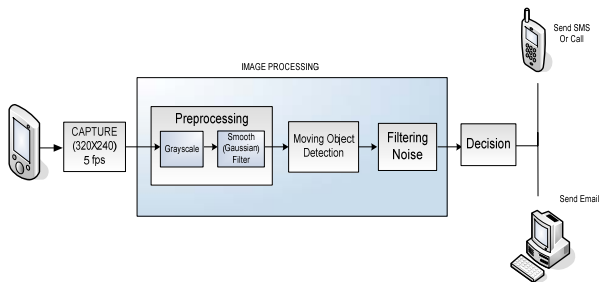 IMAGE PROCESSING
CAPTURE
(320X240)
5 fps
Preprocessing
Grayscale
Smooth
(Gaussian)
Filter
Moving Object
Detection
Filtering
Noise
Decision
Send SMS
Or Call
Send Email